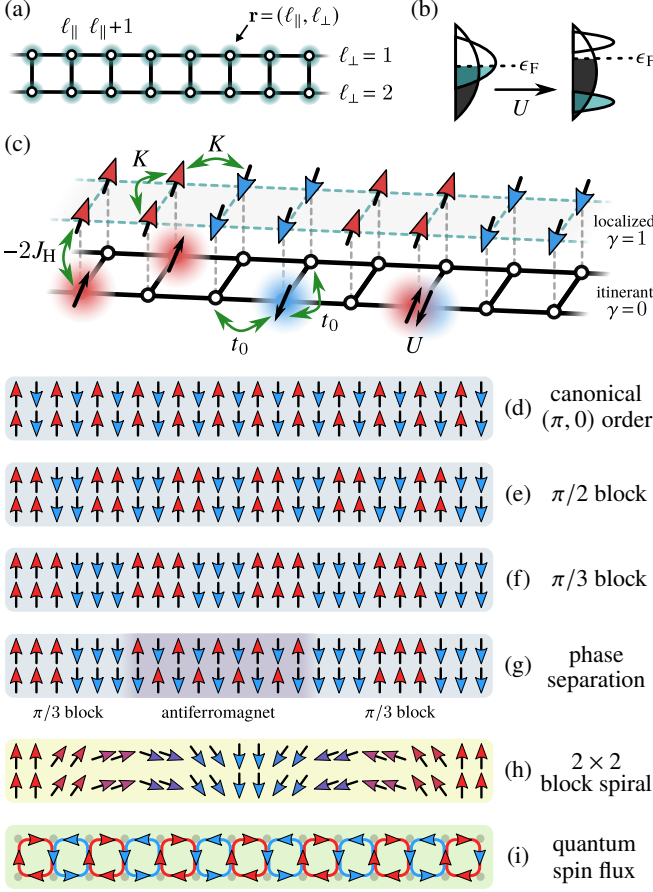 (a)
ℓ∥ ℓ∥+1
r=(ℓ∥,ℓ⊥)
ℓ⊥=1
ℓ⊥=2
(b)
ϵF
ϵF
U
(c)
K
K
−2JH
localized
γ=1
itinerant
γ=0
t0
t0
U
(d) canonical
(π,0) order
(e) π/2 block
(f) π/3 block
(g) phase
separation
π/3 block antiferromagnet π/3 block
(h) 2 × 2
block spiral
(i) quantum
spin flux